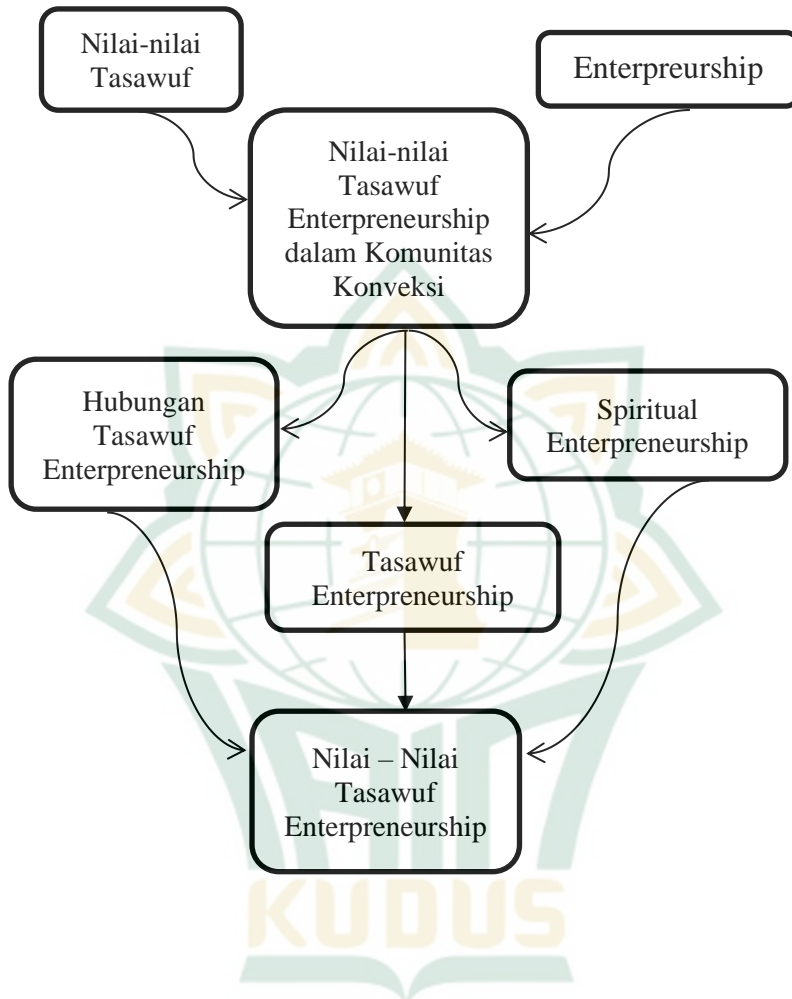 Nilai-nilai
Tasawuf
Enterpreurship
Nilai-nilai
Tasawuf
Enterpreneurship
dalam Komunitas
Konveksi
Hubungan
Tasawuf
Enterpreneurship
Spiritual
Enterpreneurship
Tasawuf
Enterpreneurship
Nilai – Nilai
Tasawuf
Enterpreneurship
IAIN
KUDUS